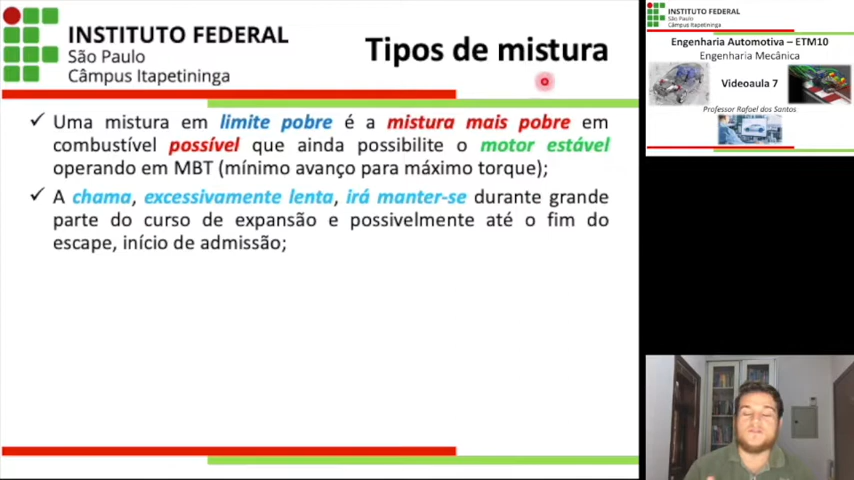 INSTITUTO FEDERAL
São Paulo
Câmpus Itapetininga
Tipos de mistura
✓ Uma mistura em limite pobre é a mistura mais pobre em
combustível possível que ainda possibilite o motor estável
operando em MBT (mínimo avanço para máximo torque);
✓ A chama, excessivamente lenta, irá manter-se durante grande
parte do curso de expansão e possivelmente até o fim do
escape, início de admissão;
INSTITUTO FEDERAL
São Paulo
Câmpus Itapetininga
Engenharia Automotiva – ETM10
Engenharia Mecânica
Videoaula 7
Professor Rafael dos Santos